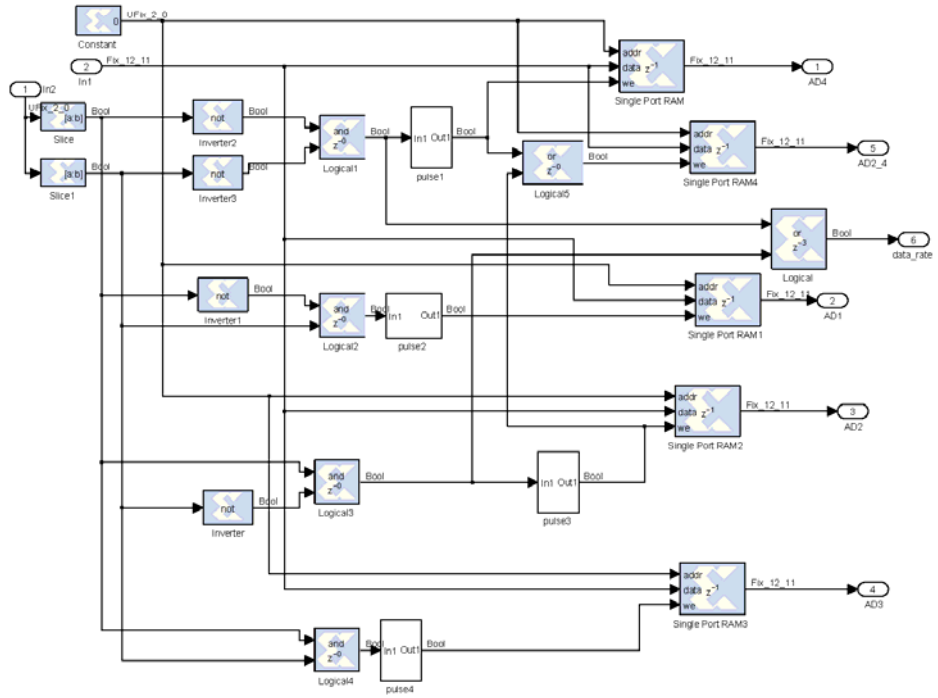 0
UFix_2_0
Constant
2
Fix_12_11
In1
1
In2
UFix_2_0
[a:b]
Bool
Slice
[a:b]
Bool
Slice1
not
Bool
Inverter2
not
Bool
Inverter3
and
z-0
Bool
Logical1
In1 Out1
Bool
pulse1
or
z-0
Bool
Logical5
addr
data z-1
we
Fix_12_11
Single Port RAM
1
AD4
addr
data z-1
we
Fix_12_11
Single Port RAM4
5
AD2_4
or
z-3
Bool
Logical
6
data_rate
not
Bool
Inverter1
and
z-0
Bool
Logical2
In1 Out1
Bool
pulse2
addr
data z-1
we
Fix_12_11
Single Port RAM1
2
AD1
addr
data z-1
we
Fix_12_11
Single Port RAM2
3
AD2
and
z-0
Bool
Logical3
In1 Out1
Bool
pulse3
not
Bool
Inverter
addr
data z-1
we
Fix_12_11
Single Port RAM3
4
AD3
and
z-0
Bool
Logical4
In1 Out1
Bool
pulse4